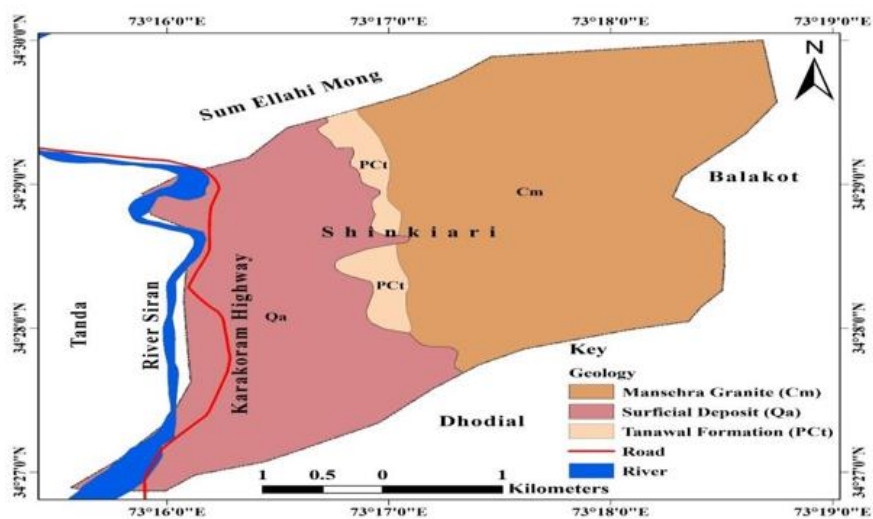 73°16'0"E 73°17'0"E 73°18'0"E 73°19'0"E
34°30'0"N
34°29'0"N
34°28'0"N
34°27'0"N
N
Sum Ellahi Mong
PCt
Cm
Balakot
Shinkiari
PCt
Qa
Tanda
River Siran
Karakoram Highway
Dhodial
Key
Geology
Mansehra Granite (Cm)
Surficial Deposit (Qa)
Tanawal Formation (PCt)
Road
River
1 0.5 0 1
Kilometers
34°30'0"N
34°29'0"N
34°28'0"N
34°27'0"N
73°16'0"E 73°17'0"E 73°18'0"E 73°19'0"E